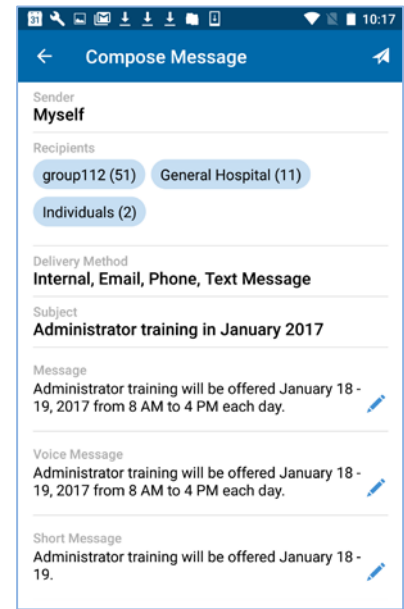 31 10:17
Compose Message
Sender
Myself
Recipients
group112 (51) General Hospital (11)
Individuals (2)
Delivery Method
Internal, Email, Phone, Text Message
Subject
Administrator training in January 2017
Message
Administrator training will be offered January 18 -
19, 2017 from 8 AM to 4 PM each day.
Voice Message
Administrator training will be offered January 18 -
19, 2017 from 8 AM to 4 PM each day.
Short Message
Administrator training will be offered January 18 -
19.